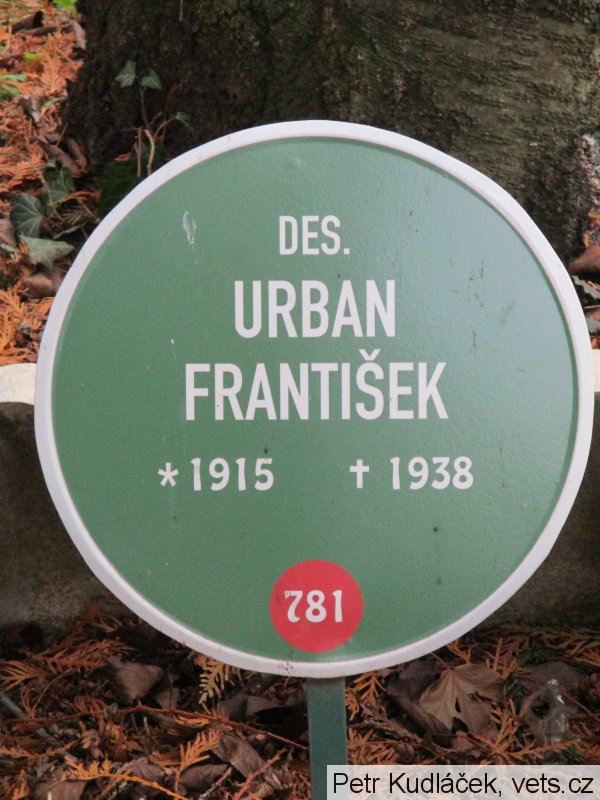 DES.
URBAN
FRANTIŠEK
* 1915 † 1938
781
Petr Kudláček, vets.cz